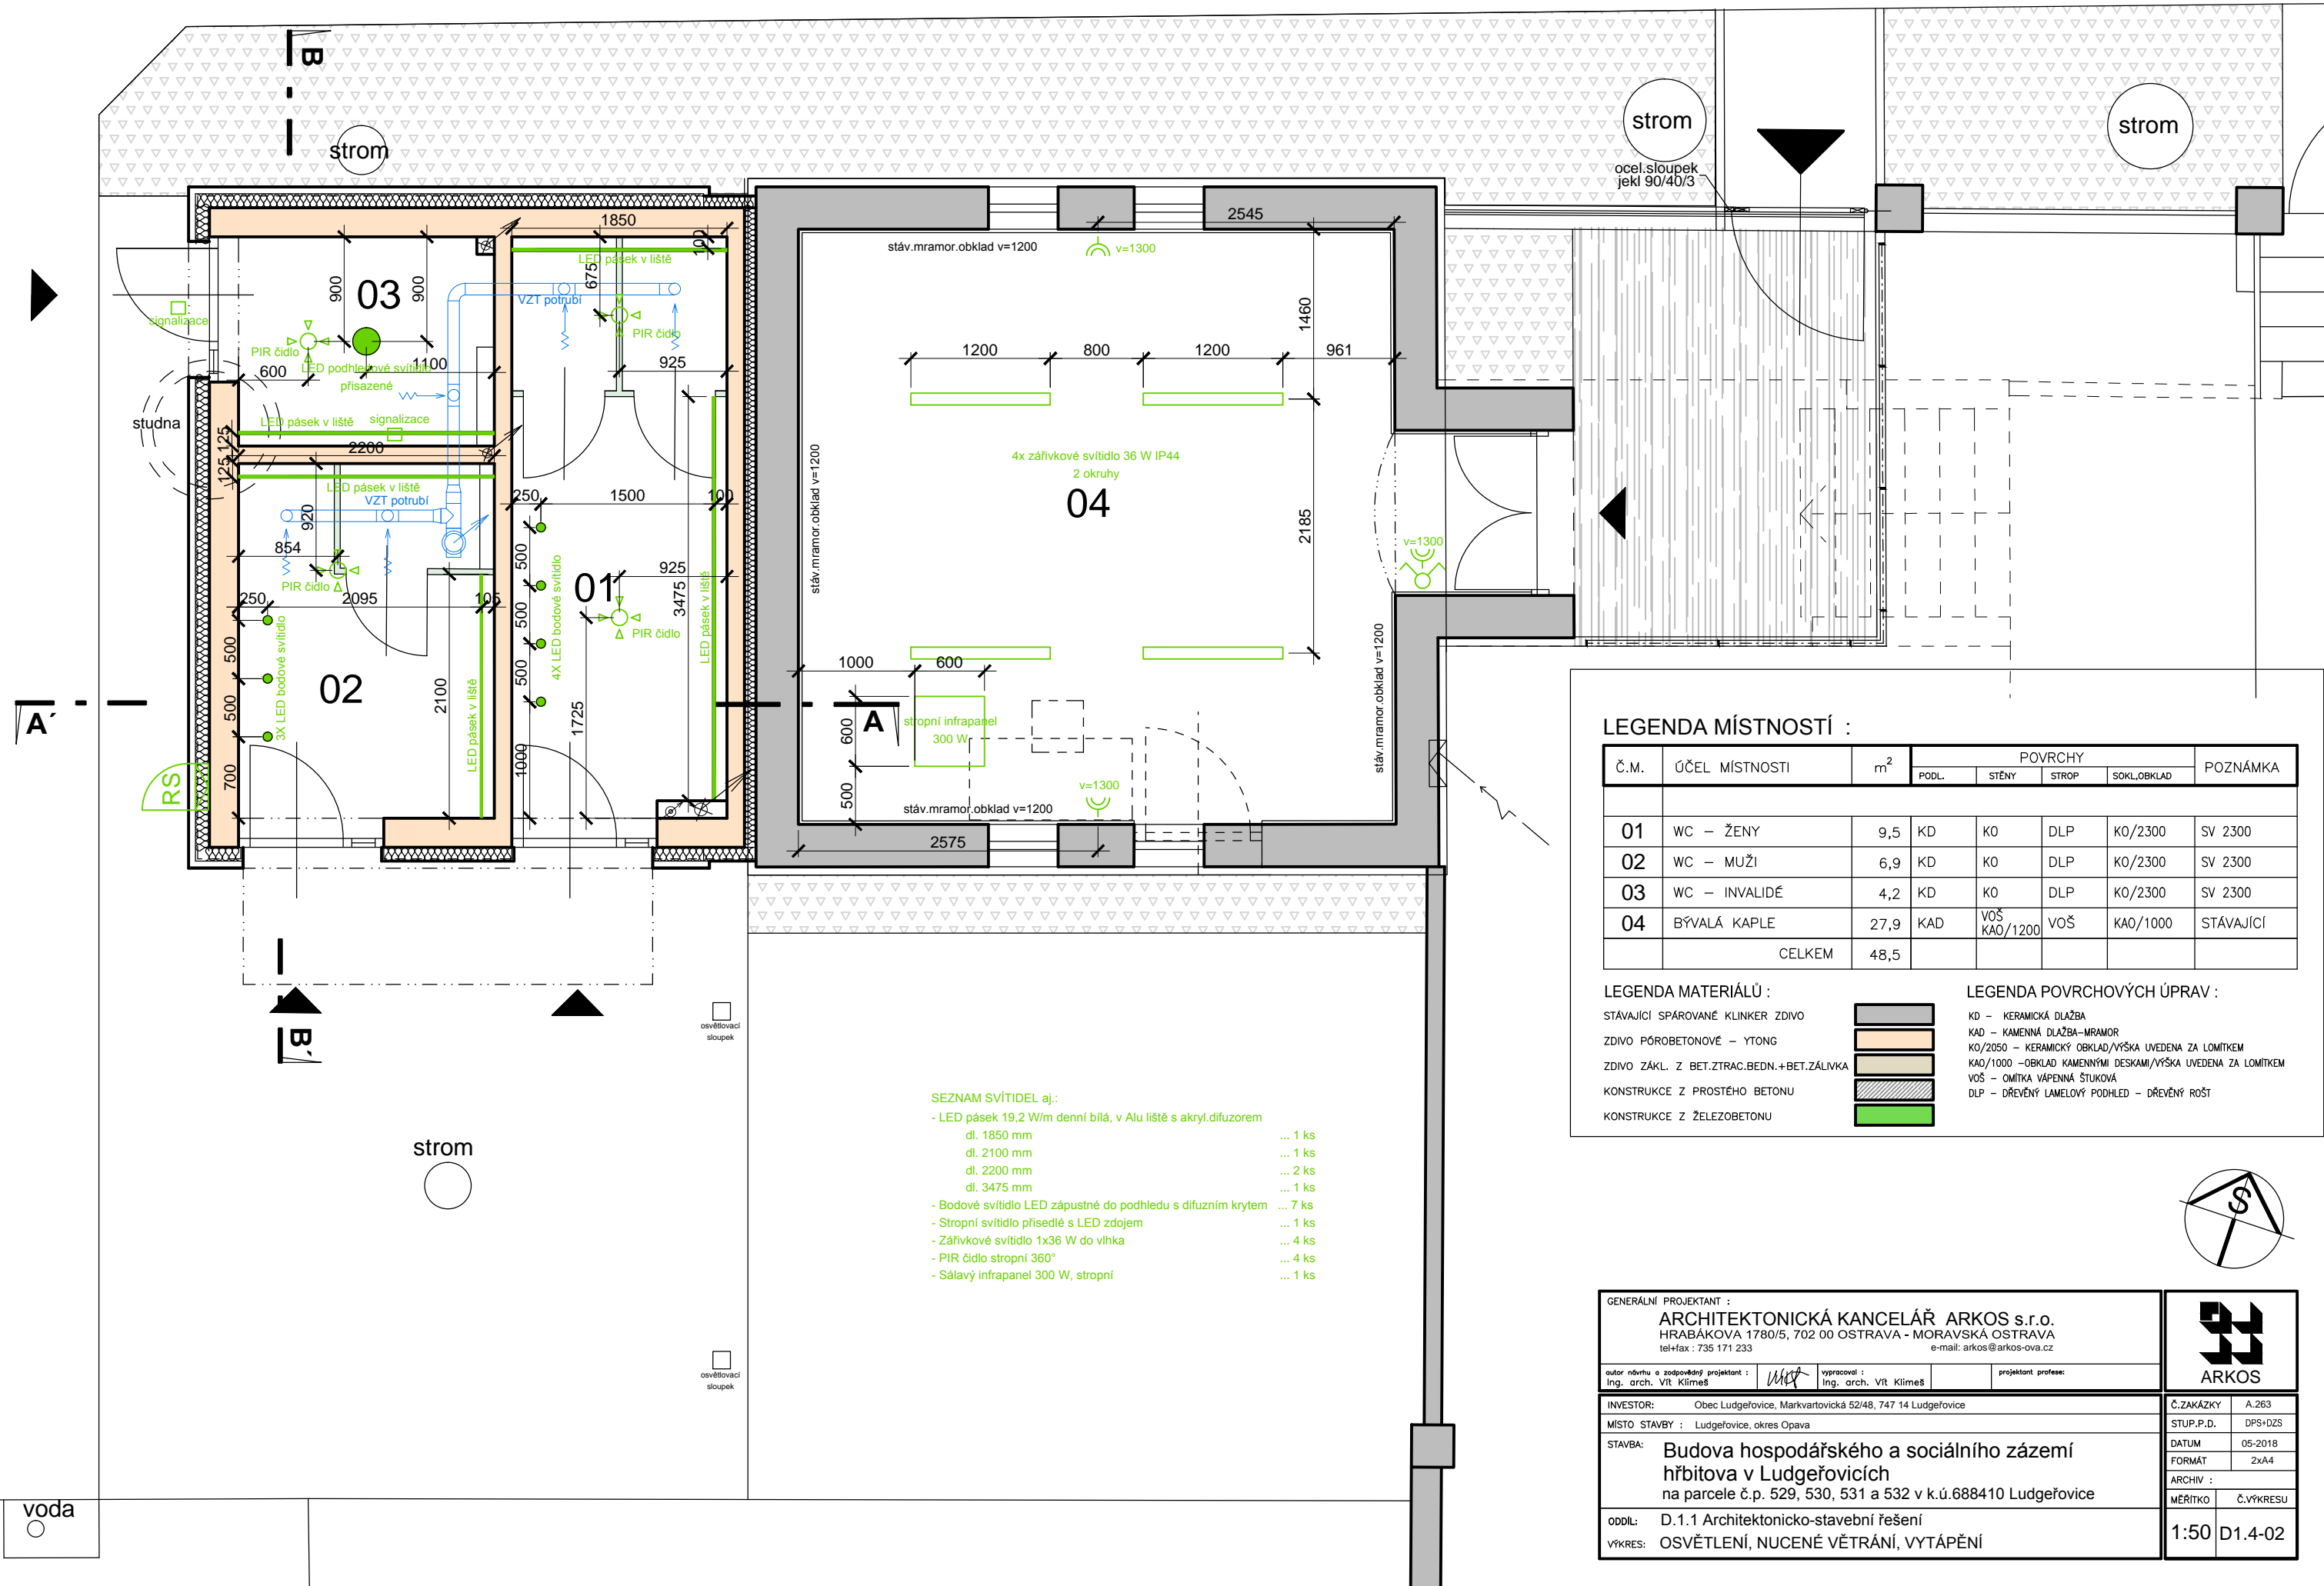 B
strom
strom
strom
ocel.sloupek
jekl 90/40/3
1850
2545
100
stáv.mramor.obklad v=1200
v=1300
LED pásek v liště
675
900
03
900
VZT potrubí
signalizace
PIR čidlo
PIR čidlo
1460
1200
800
1200
961
LED podhledové svítidlo
přisazené
1100
600
925
LED pásek v liště
signalizace
studna
125
125
2200
LED pásek v liště
VZT potrubí
4x zářivkové svítidlo 36 W IP44
2 okruhy
04
stáv.mramor.obklad v=1200
250
1500
100
920
854
2185
v=1300
500
500
500
4X LED bodové svítidlo
01
925
3475
LED pásek v liště
PIR čidlo
PIR čidlo
250
2095
105
500
500
700
3X LED bodové svítidlo
02
2100
LED pásek v liště
1725
1000
1000
600
600
500
stropní infrapanel
300 W
stáv.mramor.obklad v=1200
v=1300
stáv.mramor.obklad v=1200
2575
A´
A
RS
B´
osvětlovací
sloupek
osvětlovací
sloupek
strom
voda
SEZNAM SVÍTIDEL aj.:
- LED pásek 19,2 W/m denní bílá, v Alu liště s akryl.difuzorem
dl. 1850 mm ... 1 ks
dl. 2100 mm ... 1 ks
dl. 2200 mm ... 2 ks
dl. 3475 mm ... 1 ks
- Bodové svítidlo LED zápustné do podhledu s difuzním krytem ... 7 ks
- Stropní svítidlo přisedlé s LED zdojem ... 1 ks
- Zářivkové svítidlo 1x36 W do vlhka ... 4 ks
- PIR čidlo stropní 360° ... 4 ks
- Sálavý infrapanel 300 W, stropní ... 1 ks
LEGENDA MÍSTNOSTÍ :
Č.M. ÚČEL MÍSTNOSTI m² POVRCHY POZNÁMKA
PODL. STĚNY STROP SOKL,OBKLAD
01 WC – ŽENY 9,5 KD KO DLP KO/2300 SV 2300
02 WC – MUŽI 6,9 KD KO DLP KO/2300 SV 2300
03 WC – INVALIDÉ 4,2 KD KO DLP KO/2300 SV 2300
04 BÝVALÁ KAPLE 27,9 KAD VOŠ KAO/1200 VOŠ KAO/1000 STÁVAJÍCÍ
CELKEM 48,5
LEGENDA MATERIÁLŮ :
STÁVAJÍCÍ SPÁROVANÉ KLINKER ZDIVO
ZDIVO PÓROBETONOVÉ – YTONG
ZDIVO ZÁKL. Z BET.ZTRAC.BEDN.+BET.ZÁLIVKA
KONSTRUKCE Z PROSTÉHO BETONU
KONSTRUKCE Z ŽELEZOBETONU
LEGENDA POVRCHOVÝCH ÚPRAV :
KD – KERAMICKÁ DLAŽBA
KAD – KAMENNÁ DLAŽBA–MRAMOR
KO/2050 – KERAMICKÝ OBKLAD/VÝŠKA UVEDENA ZA LOMÍTKEM
KAO/1000 –OBKLAD KAMENNÝMI DESKAMI/VÝŠKA UVEDENA ZA LOMÍTKEM
VOŠ – OMÍTKA VÁPENNÁ ŠTUKOVÁ
DLP – DŘEVĚNÝ LAMELOVÝ PODHLED – DŘEVĚNÝ ROŠT
S
GENERÁLNÍ PROJEKTANT :
ARCHITEKTONICKÁ KANCELÁŘ ARKOS s.r.o.
HRABÁKOVA 1780/5, 702 00 OSTRAVA - MORAVSKÁ OSTRAVA
tel+fax : 735 171 233 e-mail: arkos@arkos-ova.cz
autor návrhu a zodpovědný projektant :
Ing. arch. Vít Klimeš
vypracoval :
Ing. arch. Vít Klimeš
projektant profese:
ARKOS
INVESTOR: Obec Ludgeřovice, Markvartovická 52/48, 747 14 Ludgeřovice
MÍSTO STAVBY : Ludgeřovice, okres Opava
STAVBA: Budova hospodářského a sociálního zázemí
hřbitova v Ludgeřovicích
na parcele č.p. 529, 530, 531 a 532 v k.ú.688410 Ludgeřovice
ODDÍL: D.1.1 Architektonicko-stavební řešení
VÝKRES: OSVĚTLENÍ, NUCENÉ VĚTRÁNÍ, VYTÁPĚNÍ
Č.ZAKÁZKY A.263
STUP.P.D. DPS+DZS
DATUM 05-2018
FORMÁT 2xA4
ARCHIV :
MĚŘÍTKO Č.VÝKRESU
1:50 D1.4-02